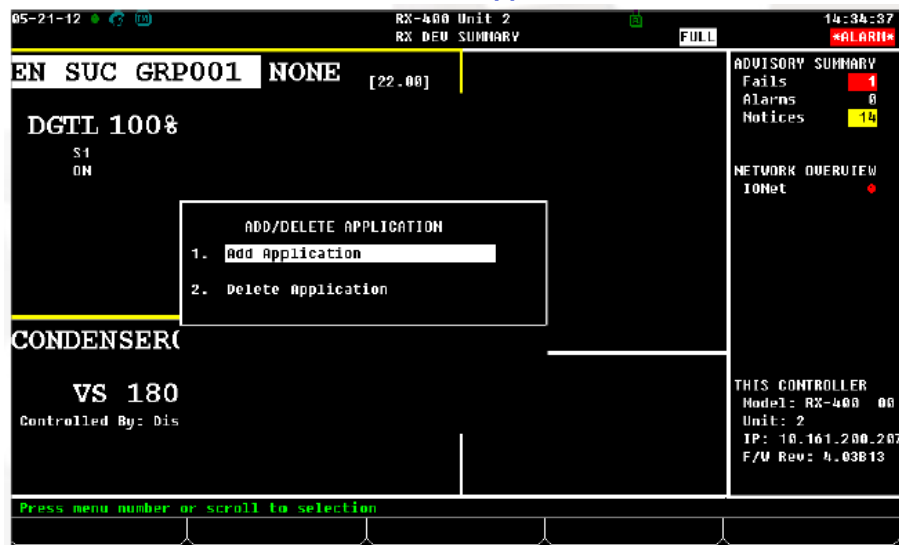 05-21-12
RX-400 Unit 2
14:34:37
RX DEV SUMMARY
FULL
*ALARM*
EN SUC GRP001 NONE [22.00]
DGTL 100%
S1
ON
ADD/DELETE APPLICATION
1. Add Application
2. Delete Application
CONDENSER
VS 180
Controlled By: Dis
ADVISORY SUMMARY
Fails 1
Alarms 0
Notices 14
NETWORK OVERVIEW
IONet
THIS CONTROLLER
Model: RX-400 00
Unit: 2
IP: 10.161.200.207
F/W Rev: 4.03B13
Press menu number or scroll to selection